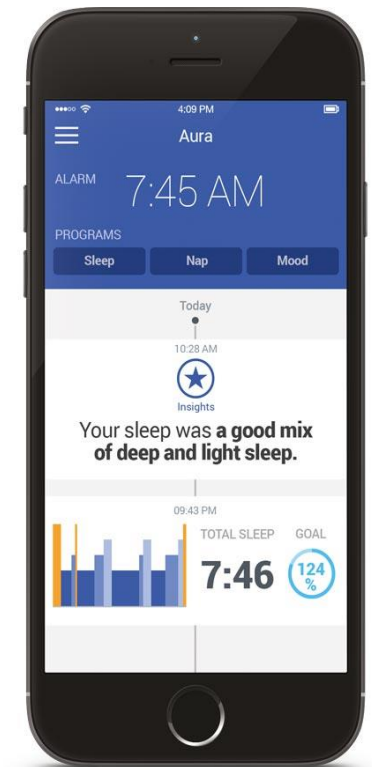 4:09 PM
Aura
ALARM
7:45 AM
PROGRAMS
Sleep
Nap
Mood
Today
10:28 AM
Insights
Your sleep was a good mix
of deep and light sleep.
09:43 PM
TOTAL SLEEP
GOAL
7:46
124
%